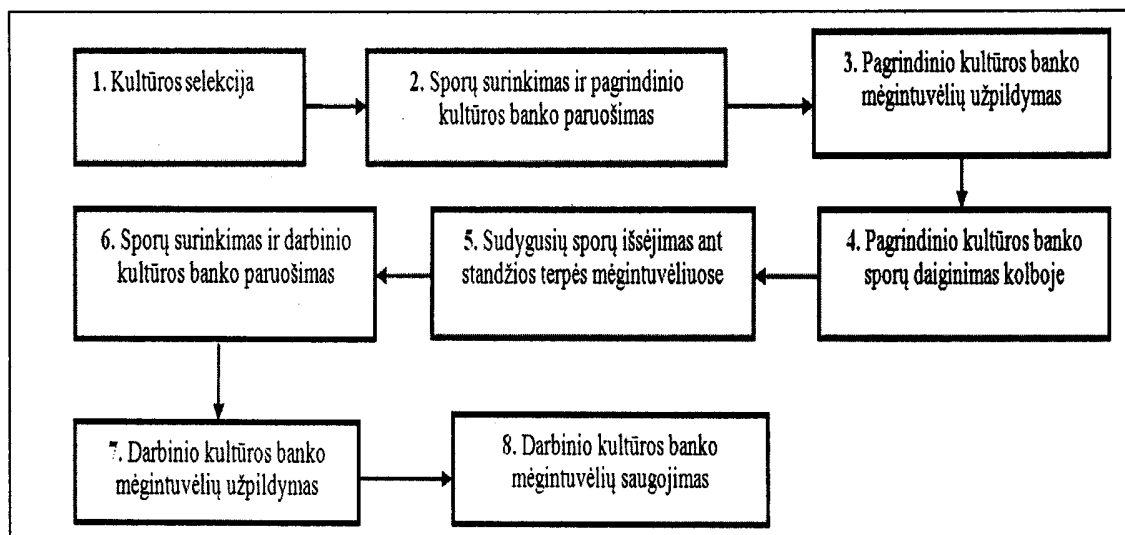 1. Kultūros selekcija
2. Sporų surinkimas ir pagrindinio
kultūros banko paruošimas
3. Pagrindinio kultūros banko
mėgintuvėlių užpildymas
4. Pagrindinio kultūros banko
sporų daiginimas kolboje
5. Sudygusių sporų išsėjimas ant
standžios terpės mėgintuvėliuose
6. Sporų surinkimas ir darbinio
kultūros banko paruošimas
7. Darbinio kultūros banko
mėgintuvėlių užpildymas
8. Darbinio kultūros banko
mėgintuvėlių saugojimas